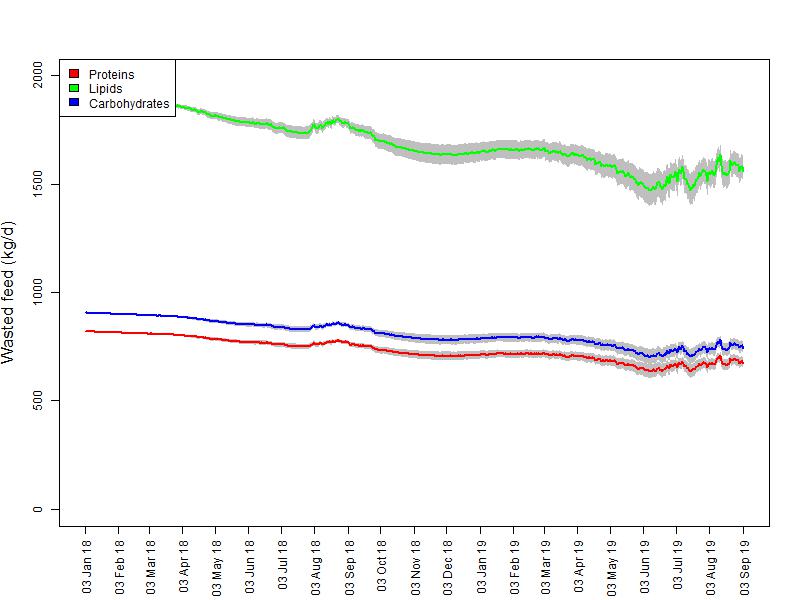 Proteins
Lipids
Carbohydrates
Wasted feed (kg/d)
2000
1500
1000
500
0
03 Jan 18
03 Feb 18
03 Mar 18
03 Apr 18
03 May 18
03 Jun 18
03 Jul 18
03 Aug 18
03 Sep 18
03 Oct 18
03 Nov 18
03 Dec 18
03 Jan 19
03 Feb 19
03 Mar 19
03 Apr 19
03 May 19
03 Jun 19
03 Jul 19
03 Aug 19
03 Sep 19